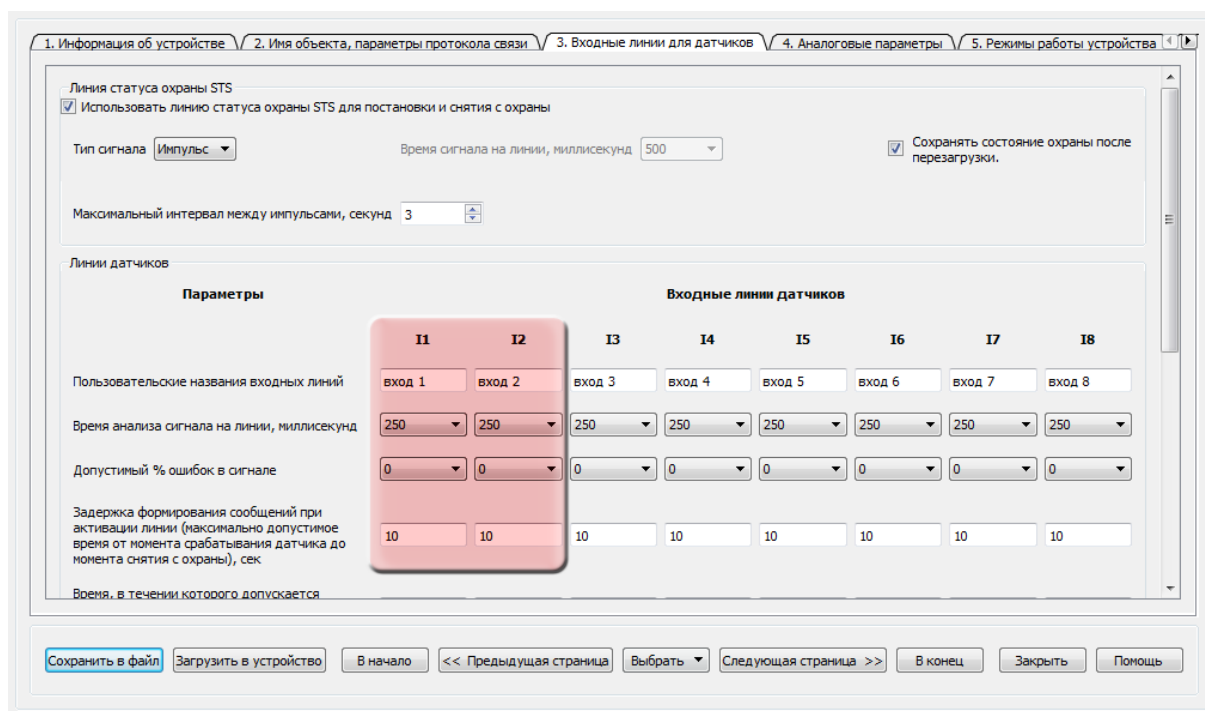 1. Информация об устройстве
2. Имя объекта, параметры протокола связи
3. Входные линии для датчиков
4. Аналоговые параметры
5. Режимы работы устройства
Линия статуса охраны STS
Использовать линию статуса охраны STS для постановки и снятия с охраны
Тип сигнала Импульс
Время сигнала на линии, миллисекунд 500
Сохранять состояние охраны после
перезагрузки.
Максимальный интервал между импульсами, секунд 3
Линии датчиков
Параметры
Входные линии датчиков
I1 I2 I3 I4 I5 I6 I7 I8
Пользовательские названия входных линий вход 1 вход 2 вход 3 вход 4 вход 5 вход 6 вход 7 вход 8
Время анализа сигнала на линии, миллисекунд 250 250 250 250 250 250 250 250
Допустимый % ошибок в сигнале 0 0 0 0 0 0 0 0
Задержка формирования сообщений при
активации линии (максимально допустимое
время от момента срабатывания датчика до
момента снятия с охраны), сек
10 10 10 10 10 10 10 10
Время, в течении которого допускается
Сохранить в файл Загрузить в устройство В начало << Предыдущая страница Выбрать Следующая страница >> В конец Закрыть Помощь